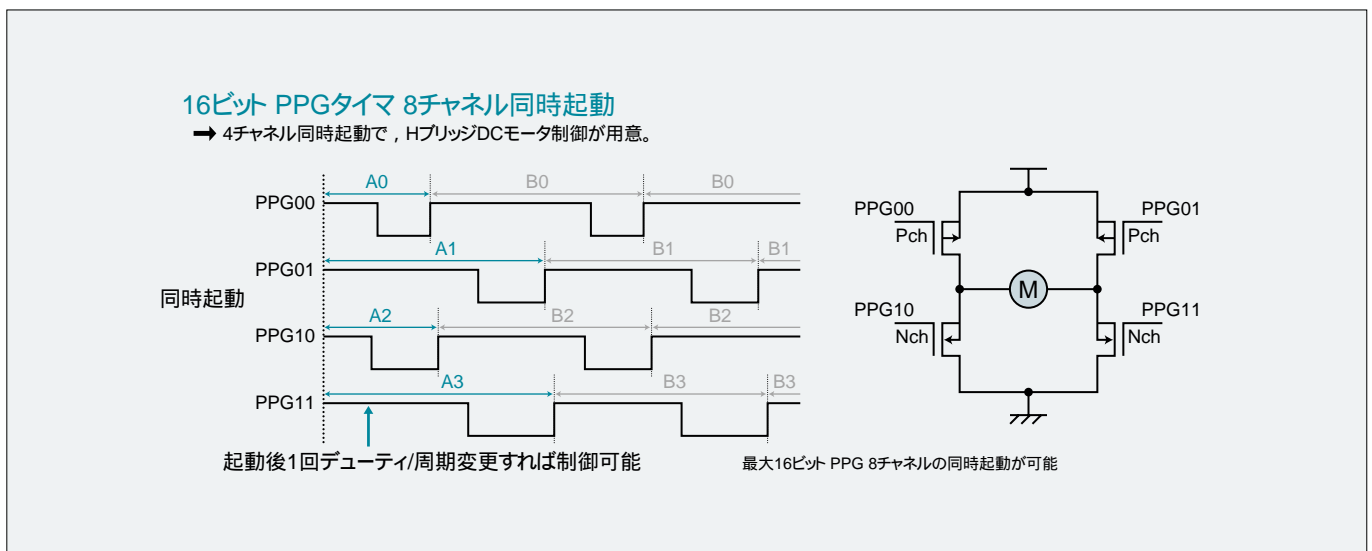 16ビット PPGタイマ 8チャネル同時起動
➡ 4チャネル同時起動で , HブリッジDCモータ制御が用意。
A0 B0 B0
PPG00
A1 B1 B1
PPG01
同時起動
A2 B2 B2
PPG10
A3 B3 B3
PPG11
起動後1回デューティ/周期変更すれば制御可能
PPG00 PPG01
Pch Pch
M
PPG10 PPG11
Nch Nch
最大16ビット PPG 8チャネルの同時起動が可能